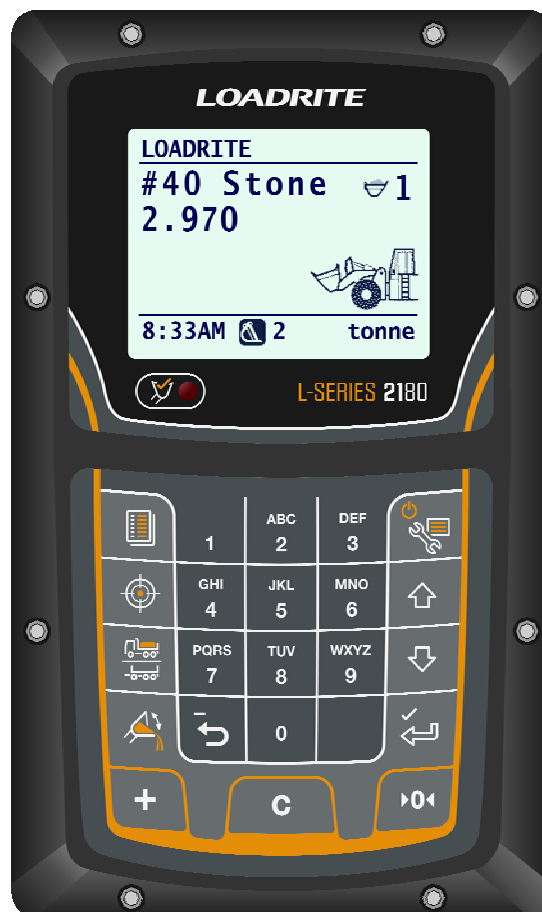 LOADRITE
LOADRITE
#40 Stone 1
2.970
8:33AM 2 tonne
L-SERIES 2180
1
ABC
2
DEF
3
GHI
4
JKL
5
MNO
6
PQRS
7
TUV
8
WXYZ
9
0
+
C
0